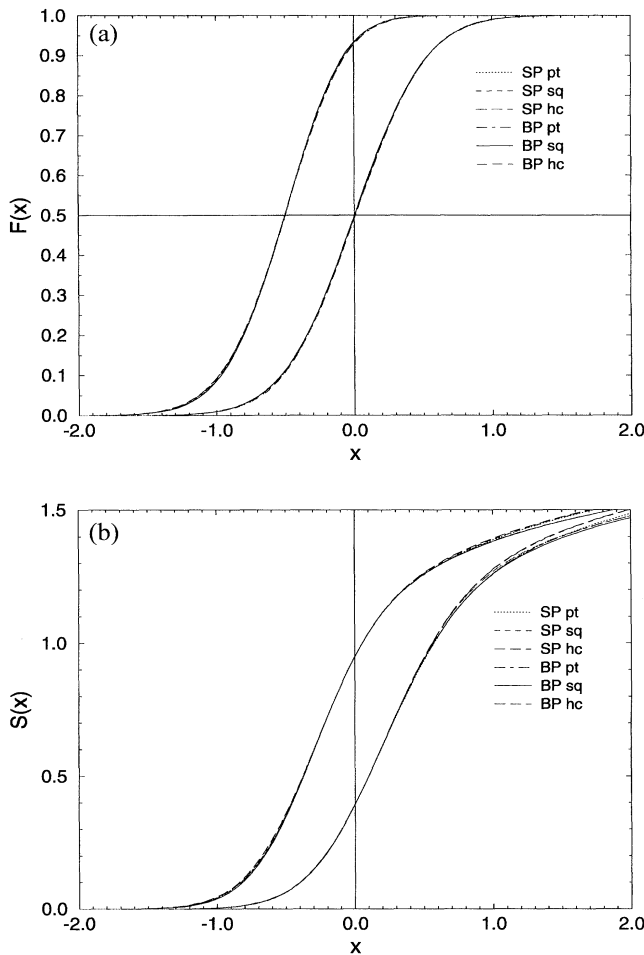 (a)
1.0
0.9
0.8
0.7
0.6
0.5
0.4
0.3
0.2
0.1
0.0
F(x)
SP pt
SP sq
SP hc
BP pt
BP sq
BP hc
-2.0 -1.0 0.0 1.0 2.0
x
(b)
1.5
1.0
0.5
0.0
S(x)
SP pt
SP sq
SP hc
BP pt
BP sq
BP hc
-2.0 -1.0 0.0 1.0 2.0
x